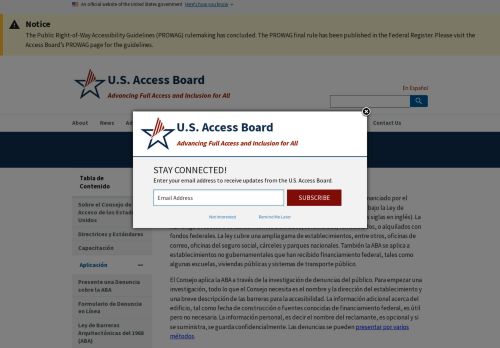 An official website of the United States government Here's how you know
Notice
The Public Right-of-Way Accessibility Guidelines (PROWAG) rulemaking has concluded. The PROWAG final rule has been published in the Federal Register. Please visit the
Access Board's PROWAG page for the guidelines.
U.S. Access Board
Advancing Full Access and Inclusion for All
En Español
About News Contact Us
U.S. Access Board
Advancing Full Access and Inclusion for All
STAY CONNECTED!
Enter your email address to receive updates from the U.S. Access Board.
Email Address
SUBSCRIBE
Not Interested Remind Me Later
Tabla de
Contenido
Sobre el Consejo de
Acceso de los Estados
Unidos
Directrices y Estándares
Capacitación
Aplicación
Presente una Denuncia
sobre la ABA
Formulario de Denuncia
en Línea
Ley de Barreras
Arquitectónicas del 1968
(ABA)
nanciado por el
bajo la Ley de
siglas en inglés). La
o alquilados con
fondos federales. La ley cubre una amplia gama de establecimientos, entre otros, oficinas de
correo, oficinas del seguro social, cárceles y parques nacionales. También la ABA se aplica a
establecimientos no gubernamentales que han recibido financiamiento federal, tales como
algunas escuelas, viviendas públicas y sistemas de transporte público.
El Consejo aplica la ABA a través de la investigación de denuncias del público. Para empezar una
investigación, todo lo que el Consejo necesita es el nombre y la dirección del establecimiento y
una breve descripción de las barreras para la accesibilidad. La información adicional acerca del
edificio, tal como fecha de construcción o fuentes conocidas de financiamiento federal, es útil
pero no necesaria. La información personal, es decir el nombre del reclamante, es opcional y si
se suministra, se guarda confidencialmente. Las denuncias se pueden presentar por varios
métodos.